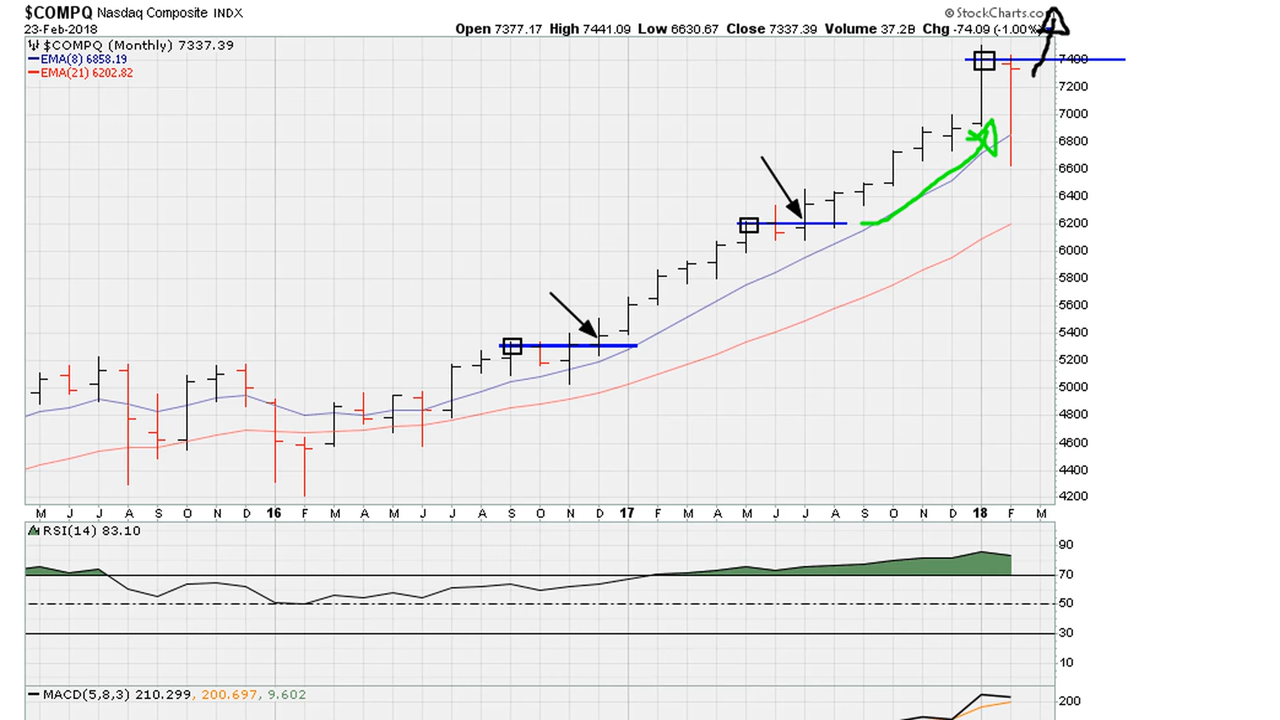 $COMPQ Nasdaq Composite INDX
© StockCharts.co
23-Feb-2018
Open 7377.17 High 7441.09 Low 6630.67 Close 7337.39 Volume 37.2B Chg -74.09 (-1.00%
$COMPQ (Monthly) 7337.39
EMA(8) 6858.19
EMA(21) 6202.82
7400
7200
7000
6800
6600
6400
6200
6000
5800
5600
5400
5200
5000
4800
4600
4400
4200
M J J A S O N D 16 F M A M J J A S O N D 17 F M A M J J A S O N D 18 F M
RSI(14) 83.10
90
70
50
30
10
MACD(5,8,3) 210.299, 200.697, 9.602
200